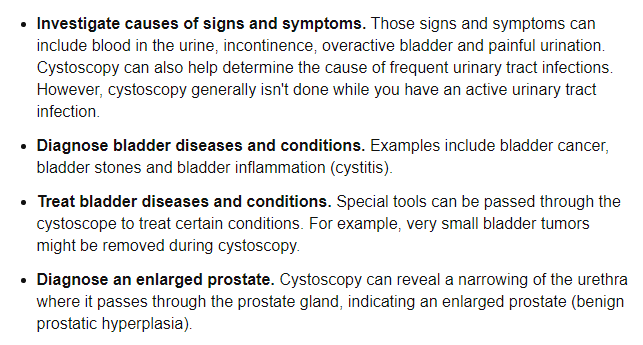 • Investigate causes of signs and symptoms. Those signs and symptoms can
include blood in the urine, incontinence, overactive bladder and painful urination.
Cystoscopy can also help determine the cause of frequent urinary tract infections.
However, cystoscopy generally isn't done while you have an active urinary tract
infection.
• Diagnose bladder diseases and conditions. Examples include bladder cancer,
bladder stones and bladder inflammation (cystitis).
• Treat bladder diseases and conditions. Special tools can be passed through the
cystoscope to treat certain conditions. For example, very small bladder tumors
might be removed during cystoscopy.
• Diagnose an enlarged prostate. Cystoscopy can reveal a narrowing of the urethra
where it passes through the prostate gland, indicating an enlarged prostate (benign
prostatic hyperplasia).